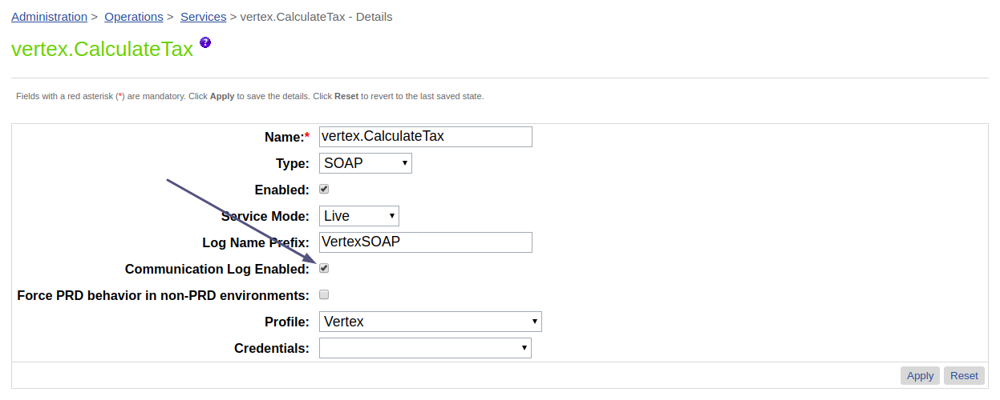 Administration > Operations > Services > vertex.CalculateTax - Details
vertex.CalculateTax ?
Fields with a red asterisk (*) are mandatory. Click Apply to save the details. Click Reset to revert to the last saved state.
Name:* vertex.CalculateTax
Type: SOAP
Enabled:
Service Mode: Live
Log Name Prefix: VertexSOAP
Communication Log Enabled:
Force PRD behavior in non-PRD environments:
Profile: Vertex
Credentials:
Apply Reset